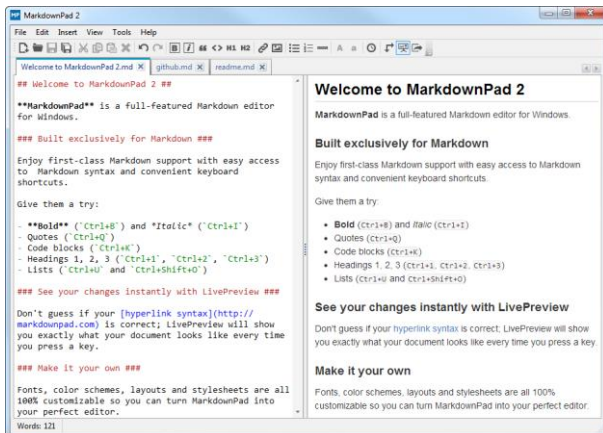 MarkdownPad 2
File Edit Insert View Tools Help
B I “ <> H1 H2 A a
Welcome to MarkdownPad 2.md X github.md X readme.md X
## Welcome to MarkdownPad 2 ##
**MarkdownPad** is a full-featured Markdown editor
for Windows.
### Built exclusively for Markdown ###
Enjoy first-class Markdown support with easy access
to  Markdown syntax and convenient keyboard
shortcuts.
Give them a try:
- **Bold** (`Ctrl+B`) and *Italic* (`Ctrl+I`)
- Quotes (`Ctrl+Q`)
- Code blocks (`Ctrl+K`)
- Headings 1, 2, 3 (`Ctrl+1`, `Ctrl+2`, `Ctrl+3`)
- Lists (`Ctrl+U` and `Ctrl+Shift+O`)
### See your changes instantly with LivePreview ###
Don't guess if your [hyperlink syntax](http://
markdownpad.com) is correct; LivePreview will show
you exactly what your document looks like every time
you press a key.
### Make it your own ###
Fonts, color schemes, layouts and stylesheets are all
100% customizable so you can turn MarkdownPad into
your perfect editor.
Welcome to MarkdownPad 2
MarkdownPad is a full-featured Markdown editor for Windows.
Built exclusively for Markdown
Enjoy first-class Markdown support with easy access to Markdown
syntax and convenient keyboard shortcuts.
Give them a try:
• Bold (Ctrl+B) and Italic (Ctrl+I)
• Quotes (Ctrl+Q)
• Code blocks (Ctrl+K)
• Headings 1, 2, 3 (Ctrl+1, Ctrl+2, Ctrl+3)
• Lists (Ctrl+U and Ctrl+Shift+O)
See your changes instantly with LivePreview
Don't guess if your hyperlink syntax is correct; LivePreview will show
you exactly what your document looks like every time you press a key.
Make it your own
Fonts, color schemes, layouts and stylesheets are all 100%
customizable so you can turn MarkdownPad into your perfect editor.
Words: 121